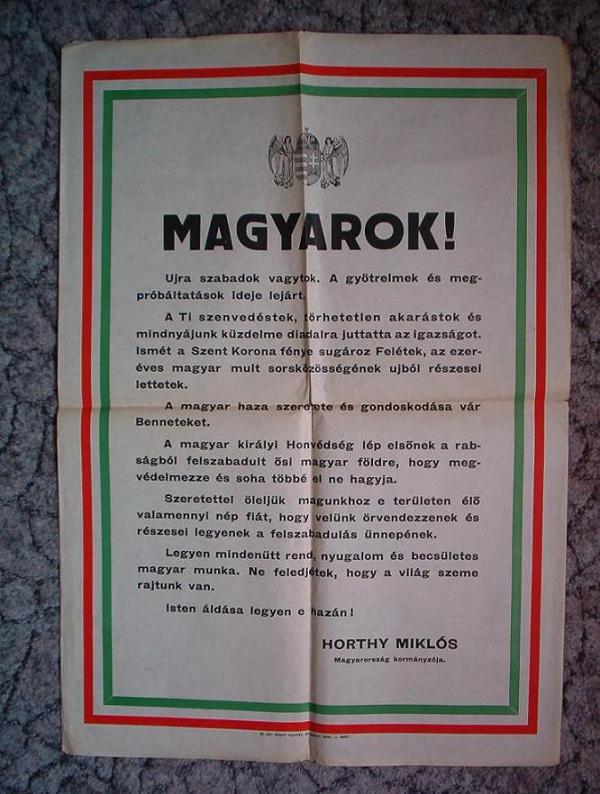 MAGYAROK!
Ujra szabadok vagytok. A gyötrelmek és meg-
próbáltatások ideje lejárt.
A Ti szenvedéstek, törhetetlen akarástok és
mindnyájunk küzdelme diadalra juttatta az igazságot.
Ismét a Szent Korona fénye sugároz Felétek, az ezer-
éves magyar mult sorsközösségének ujból részesei
lettetek.
A magyar haza szeretete és gondoskodása vár
Benneteket.
A magyar királyi Honvédség lép elsőnek a rab-
ságból felszabadult ősi magyar földre, hogy meg-
védelmezze és soha többé el ne hagyja.
Szeretettel öleljük magunkhoz e területen élő
valamennyi nép fiát, hogy velünk örvendezzenek és
részesei legyenek a felszabadulás ünnepének.
Legyen mindenütt rend, nyugalom és becsületes
magyar munka. Ne feledjétek, hogy a világ szeme
rajtunk van.
Isten áldása legyen e hazán!
HORTHY MIKLÓS
Magyarország kormányzója.